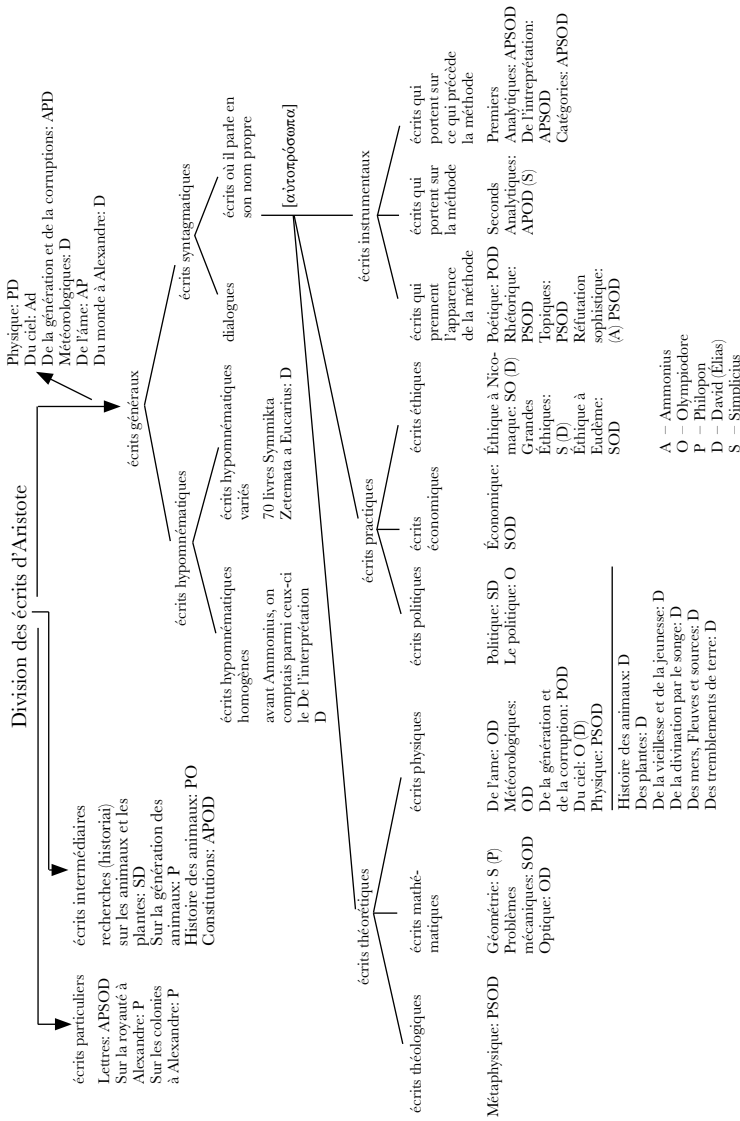 Division des écrits d'Aristote
écrits particuliers
Lettres: APSOD
Sur la royauté à
Alexandre: P
Sur les colonies
à Alexandre: P
écrits intermédiaires
recherches (historiai)
sur les animaux et les
plantes: SD
Sur la génération des
animaux: P
Histoire des animaux: PO
Constitutions: APOD
écrits généraux
Physique: PD
Du ciel: Ad
De la génération et de la corruptions: APD
Météorologiques: D
De l'áme: AP
Du monde à Alexandre: D
écrits hypomnématiques
écrits syntagmatiques
écrits hypomnématiques
homogènes
avant Ammonius, on
comptais parmi ceux-ci
le De l'interprétation
D
écrits hypomnématiques
variés
70 livres Symmikta
Zetemata a Eucarius: D
dialogues
écrits où il parle en
son nom propre
[αὐτοπρόσωπα]
écrits théorétiques
écrits practiques
écrits instrumentaux
écrits théologiques
Métaphysique: PSOD
écrits mathé-
matiques
Géométrie: S (P)
Problèmes
mécaniques: SOD
Optique: OD
écrits physiques
De l'ame: OD
Météorologiques:
OD
De la génération et
de la corruption: POD
Du ciel: O (D)
Physique: PSOD
Histoire des animaux: D
Des plantes: D
De la vieillesse et de la jeunesse: D
De la divination par le songe: D
Des mers, Fleuves et sources: D
Des tremblements de terre: D
écrits politiques
Politique: SD
Le politique: O
écrits
économiques
Économique:
SOD
écrits éthiques
Éthique à Nico-
maque: SO (D)
Grandes
Éthiques:
S (D)
Éthique à
Eudème:
SOD
écrits qui
prennent
l'apparence
de la méthode
Poétique: POD
Rhétorique:
PSOD
Topiques:
PSOD
Réfutation
sophistique:
(A) PSOD
écrits qui
portent sur
la méthode
Seconds
Analytiques:
APOD (S)
écrits qui
portent sur
ce qui précède
la méthode
Premiers
Analytiques: APSOD
De l'intreprétation:
APSOD
Catégories: APSOD
A – Ammonius
O – Olympiodore
P – Philopon
D – David (Élias)
S – Simplicius